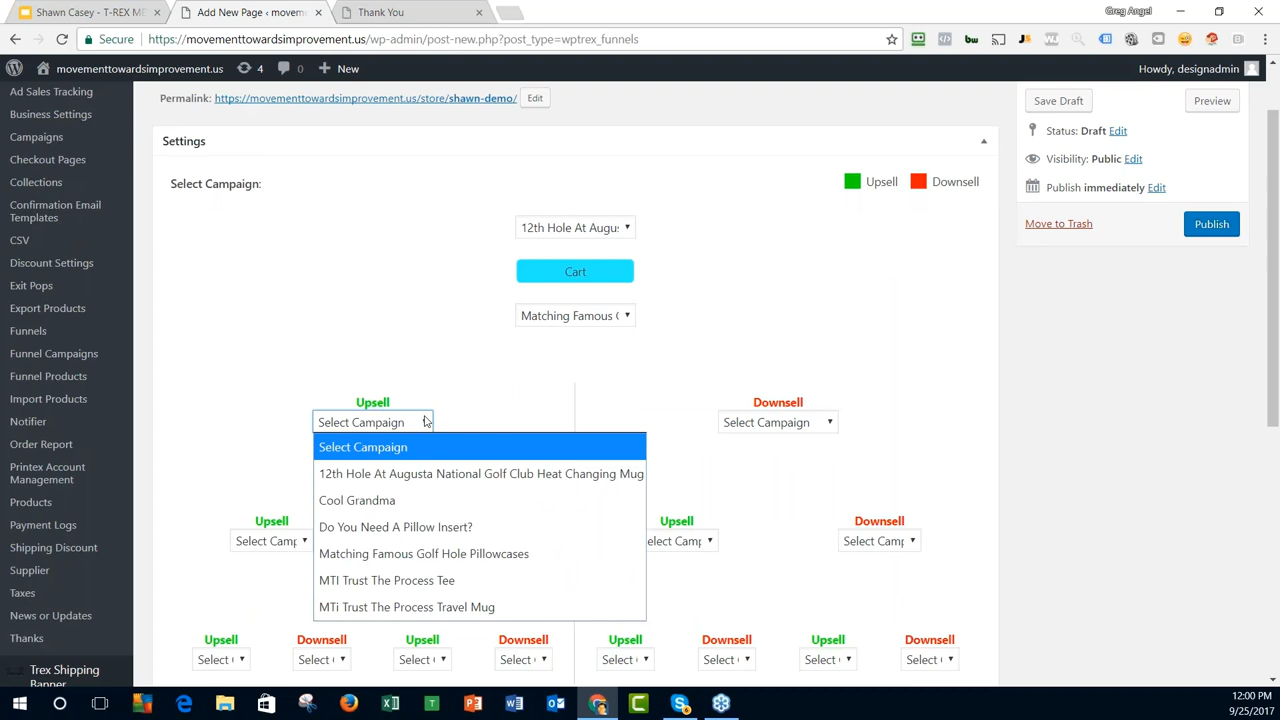 Shawn Casey - T-REX ME
Add New Page ‹ movem
Thank You
Greg Angel
Secure
https://movementtowardsimprovement.us/wp-admin/post-new.php?post_type=wptrex_funnels
movementtowardsimprovement.us
4
0
New
Howdy, designadmin
Ad Sales Tracking
Business Settings
Campaigns
Checkout Pages
Collections
Confirmation Email
Templates
CSV
Discount Settings
Exit Pops
Export Products
Funnels
Funnel Campaigns
Funnel Products
Import Products
Notifier
Order Report
Printex Account
Management
Products
Payment Logs
Shipping Discount
Supplier
Taxes
News or Updates
Thanks
Trex Shipping
Banner
Permalink: https://movementtowardsimprovement.us/store/shawn-demo/ Edit
Settings
Select Campaign:
Upsell Downsell
12th Hole At Augu
Cart
Matching Famous
Upsell Downsell
Select Campaign Select Campaign
Select Campaign
12th Hole At Augusta National Golf Club Heat Changing Mug
Cool Grandma
Do You Need A Pillow Insert?
Matching Famous Golf Hole Pillowcases
MTI Trust The Process Tee
MTi Trust The Process Travel Mug
Upsell Upsell Downsell
Select Camp elect Camp Select Camp
Upsell Downsell Upsell Downsell Upsell Downsell Upsell Downsell
Select Select Select Select Select Select Select Select
Save Draft Preview
Status: Draft Edit
Visibility: Public Edit
Publish immediately Edit
Move to Trash Publish
12:00 PM
9/25/2017